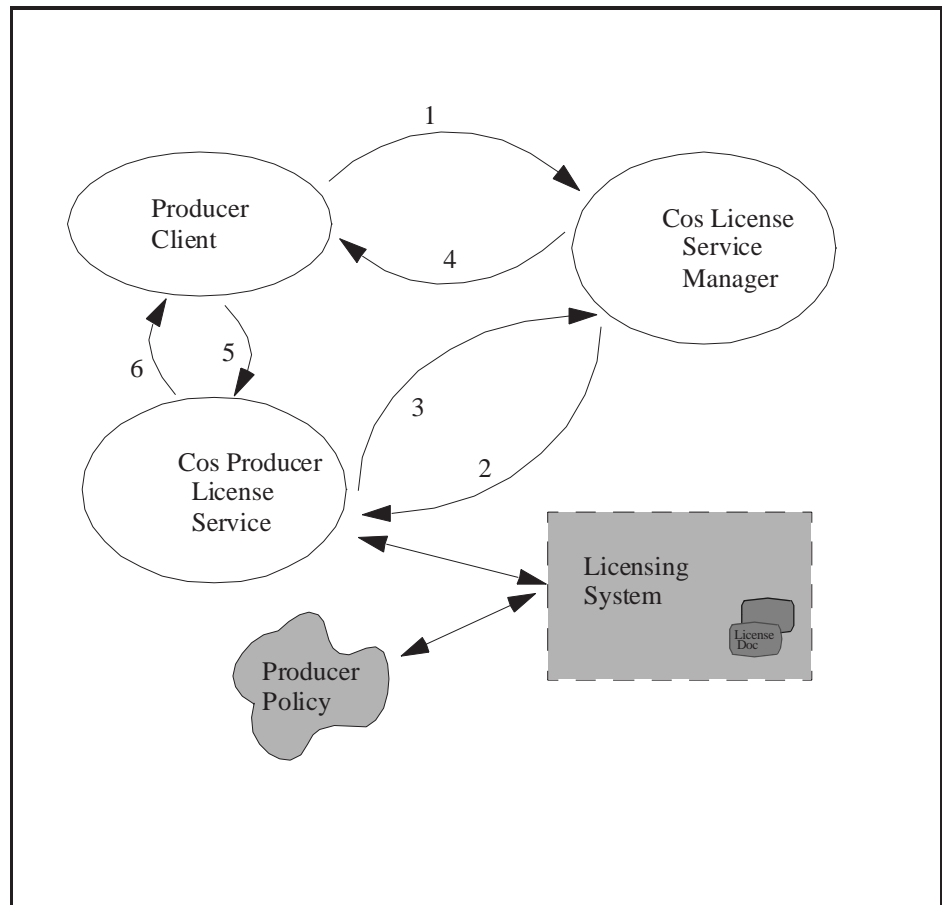 1
Producer
Client
Cos License
Service
Manager
4
6
5
3
Cos Producer
License
Service
2
Licensing
System
License
Doc
Producer
Policy